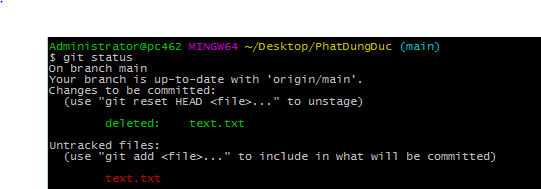 .
Administrator@pc462 MINGW64 ~/Desktop/PhatDungDuc (main)
$ git status
On branch main
Your branch is up-to-date with 'origin/main'.
Changes to be committed:
  (use "git reset HEAD <file>..." to unstage)

        deleted:    text.txt

Untracked files:
  (use "git add <file>..." to include in what will be committed)

        text.txt